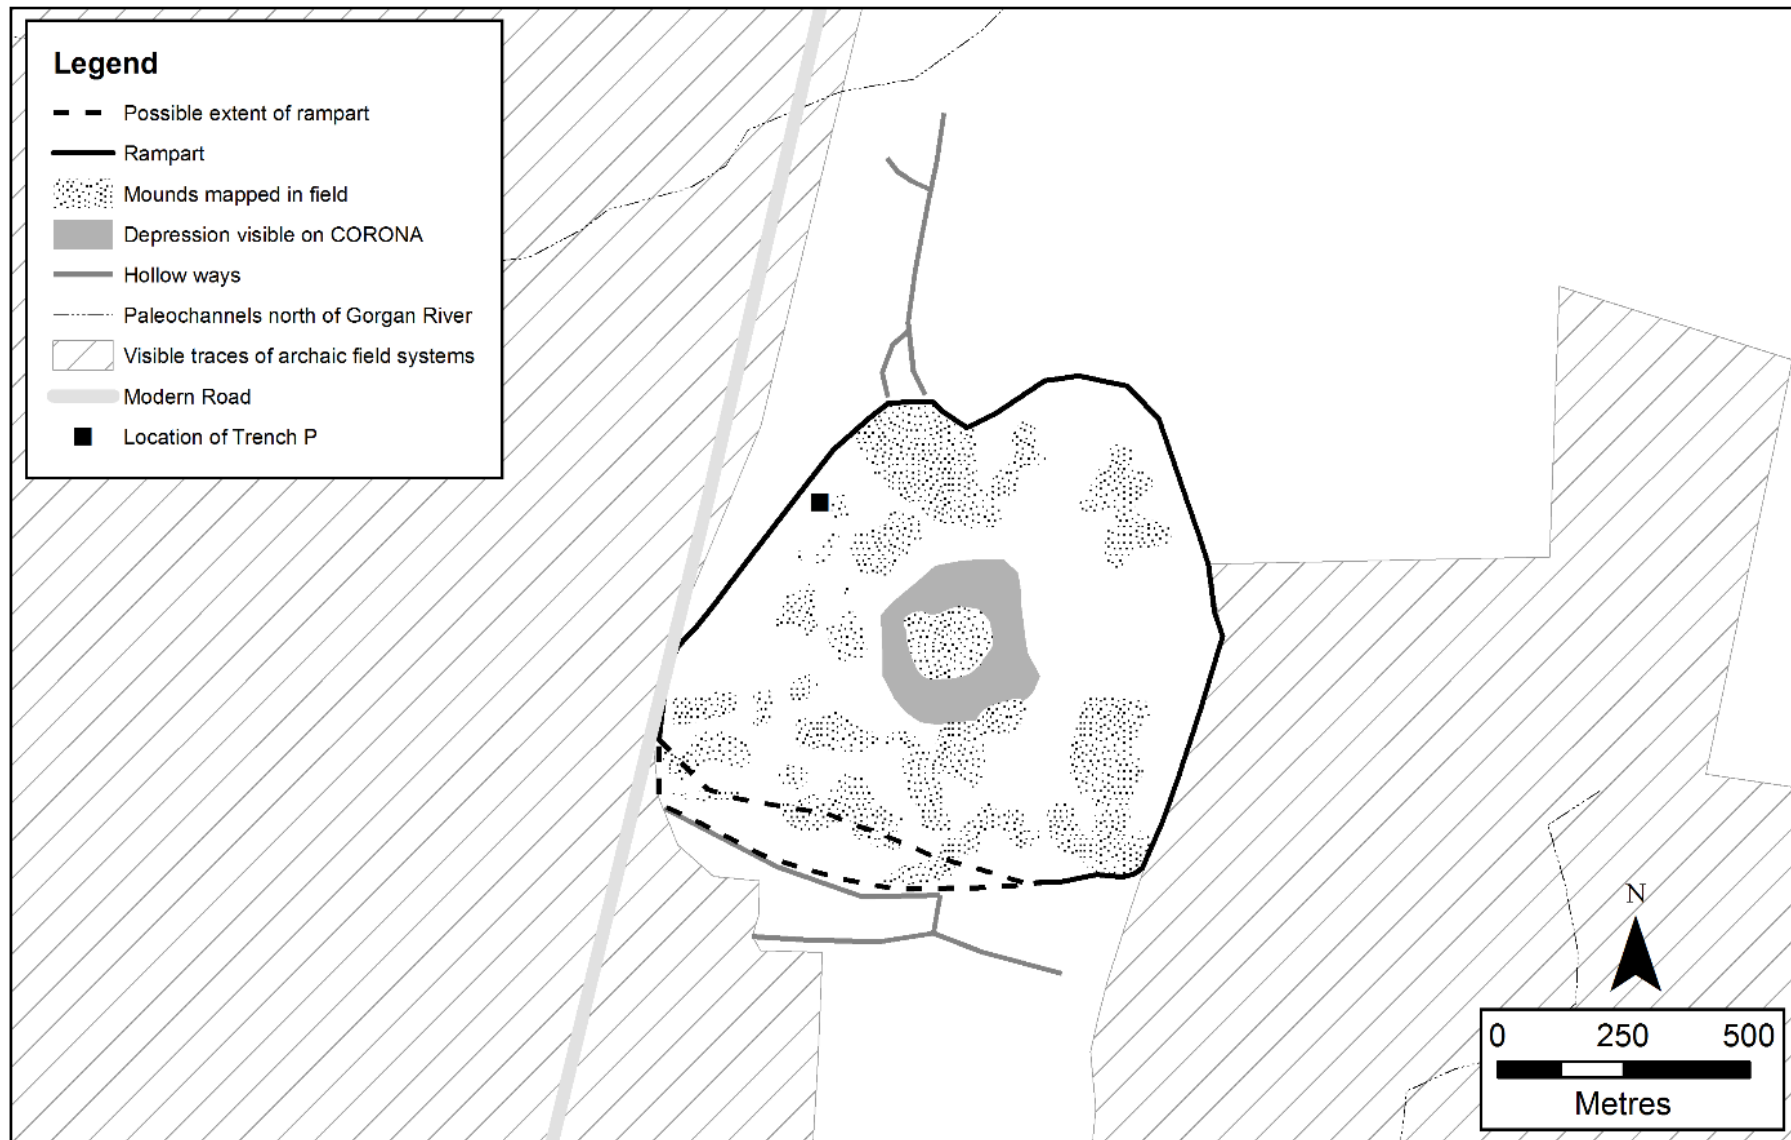 Legend
Possible extent of rampart
Rampart
Mounds mapped in field
Depression visible on CORONA
Hollow ways
Paleochannels north of Gorgan River
Visible traces of archaic field systems
Modern Road
Location of Trench P
N
0 250 500
Metres